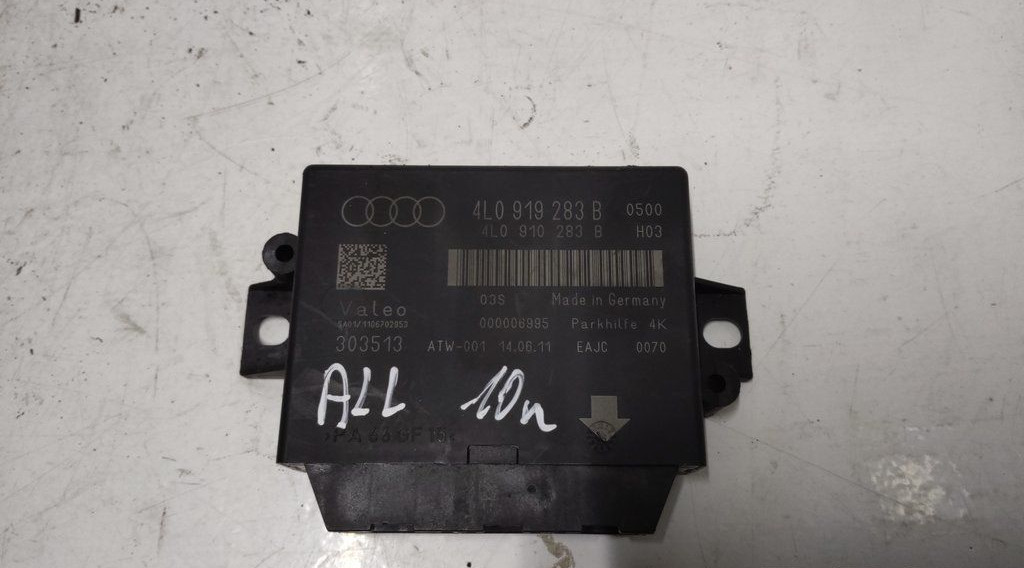 4L0 919 283 B 0500
4L0 910 283 B H03
Valeo 03S Made in Germany
000006995 Parkhilfe 4K
303513 ATW-001 14.06.11 EAJC 0070
ALL 10n